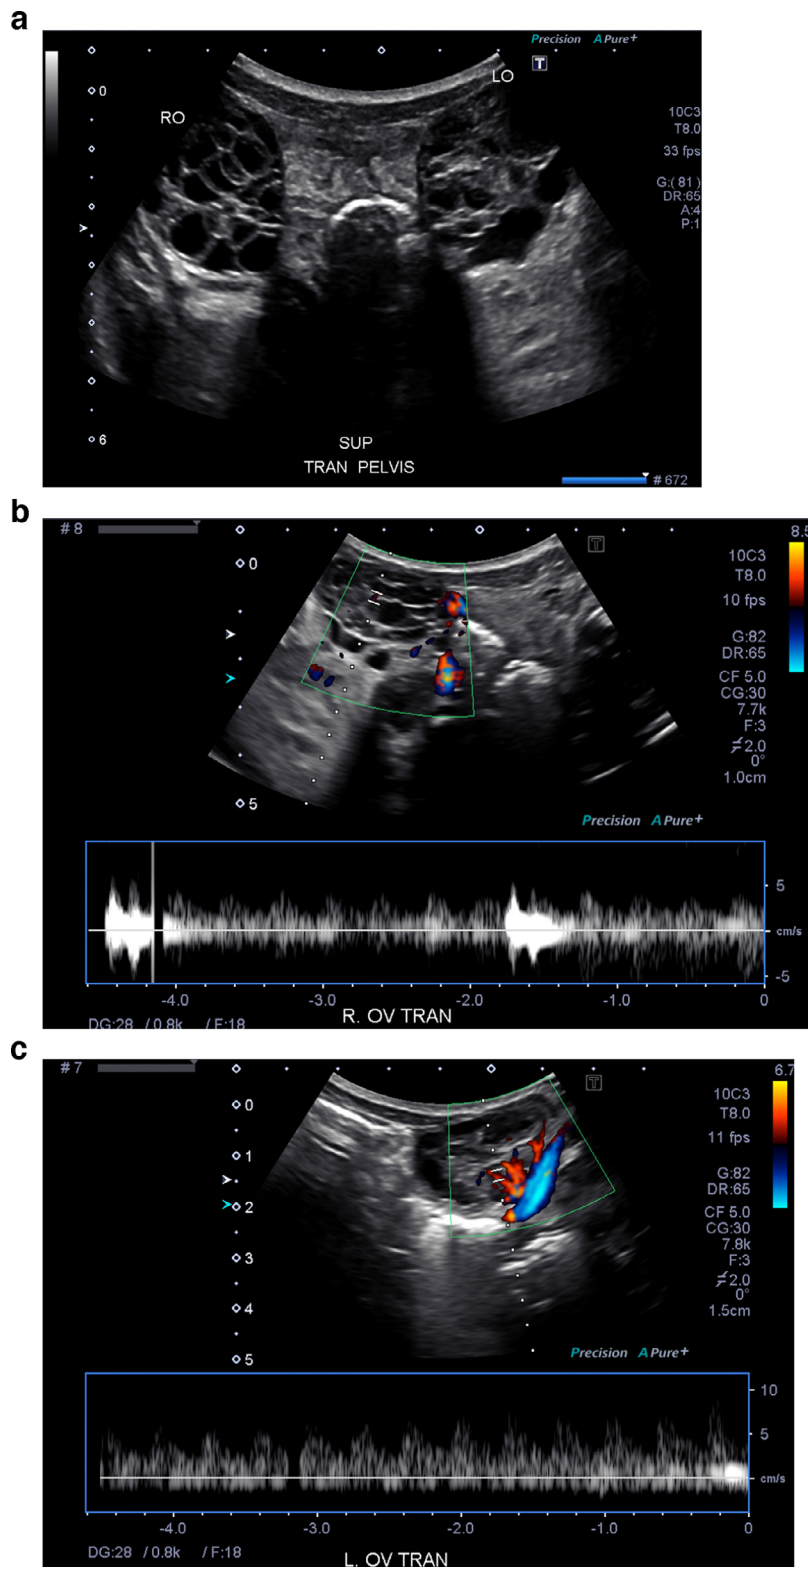 a
Precision APure+
T
LO
RO
0
10C3
T8.0
33 fps
G:( 81 )
DR:65
A:4
P:1
6
SUP
TRAN PELVIS
# 672
b
# 8
8.5
T
0
10C3
T8.0
10 fps
G:82
DR:65
CF 5.0
CG:30
7.7k
F:3
2.0
0°
1.0cm
5
Precision APure+
5
cm/s
-5
-4.0 -3.0 -2.0 -1.0 0
DG:28 / 0.8k / F:18
R. OV TRAN
c
# 7
6.7
T
0
1
2
3
4
5
10C3
T8.0
11 fps
G:82
DR:65
CF 5.0
CG:30
7.8k
F:3
2.0
0°
1.5cm
Precision APure+
10
5
cm/s
-4.0 -3.0 -2.0 -1.0 0
DG:28 / 0.8k / F:18
L. OV TRAN